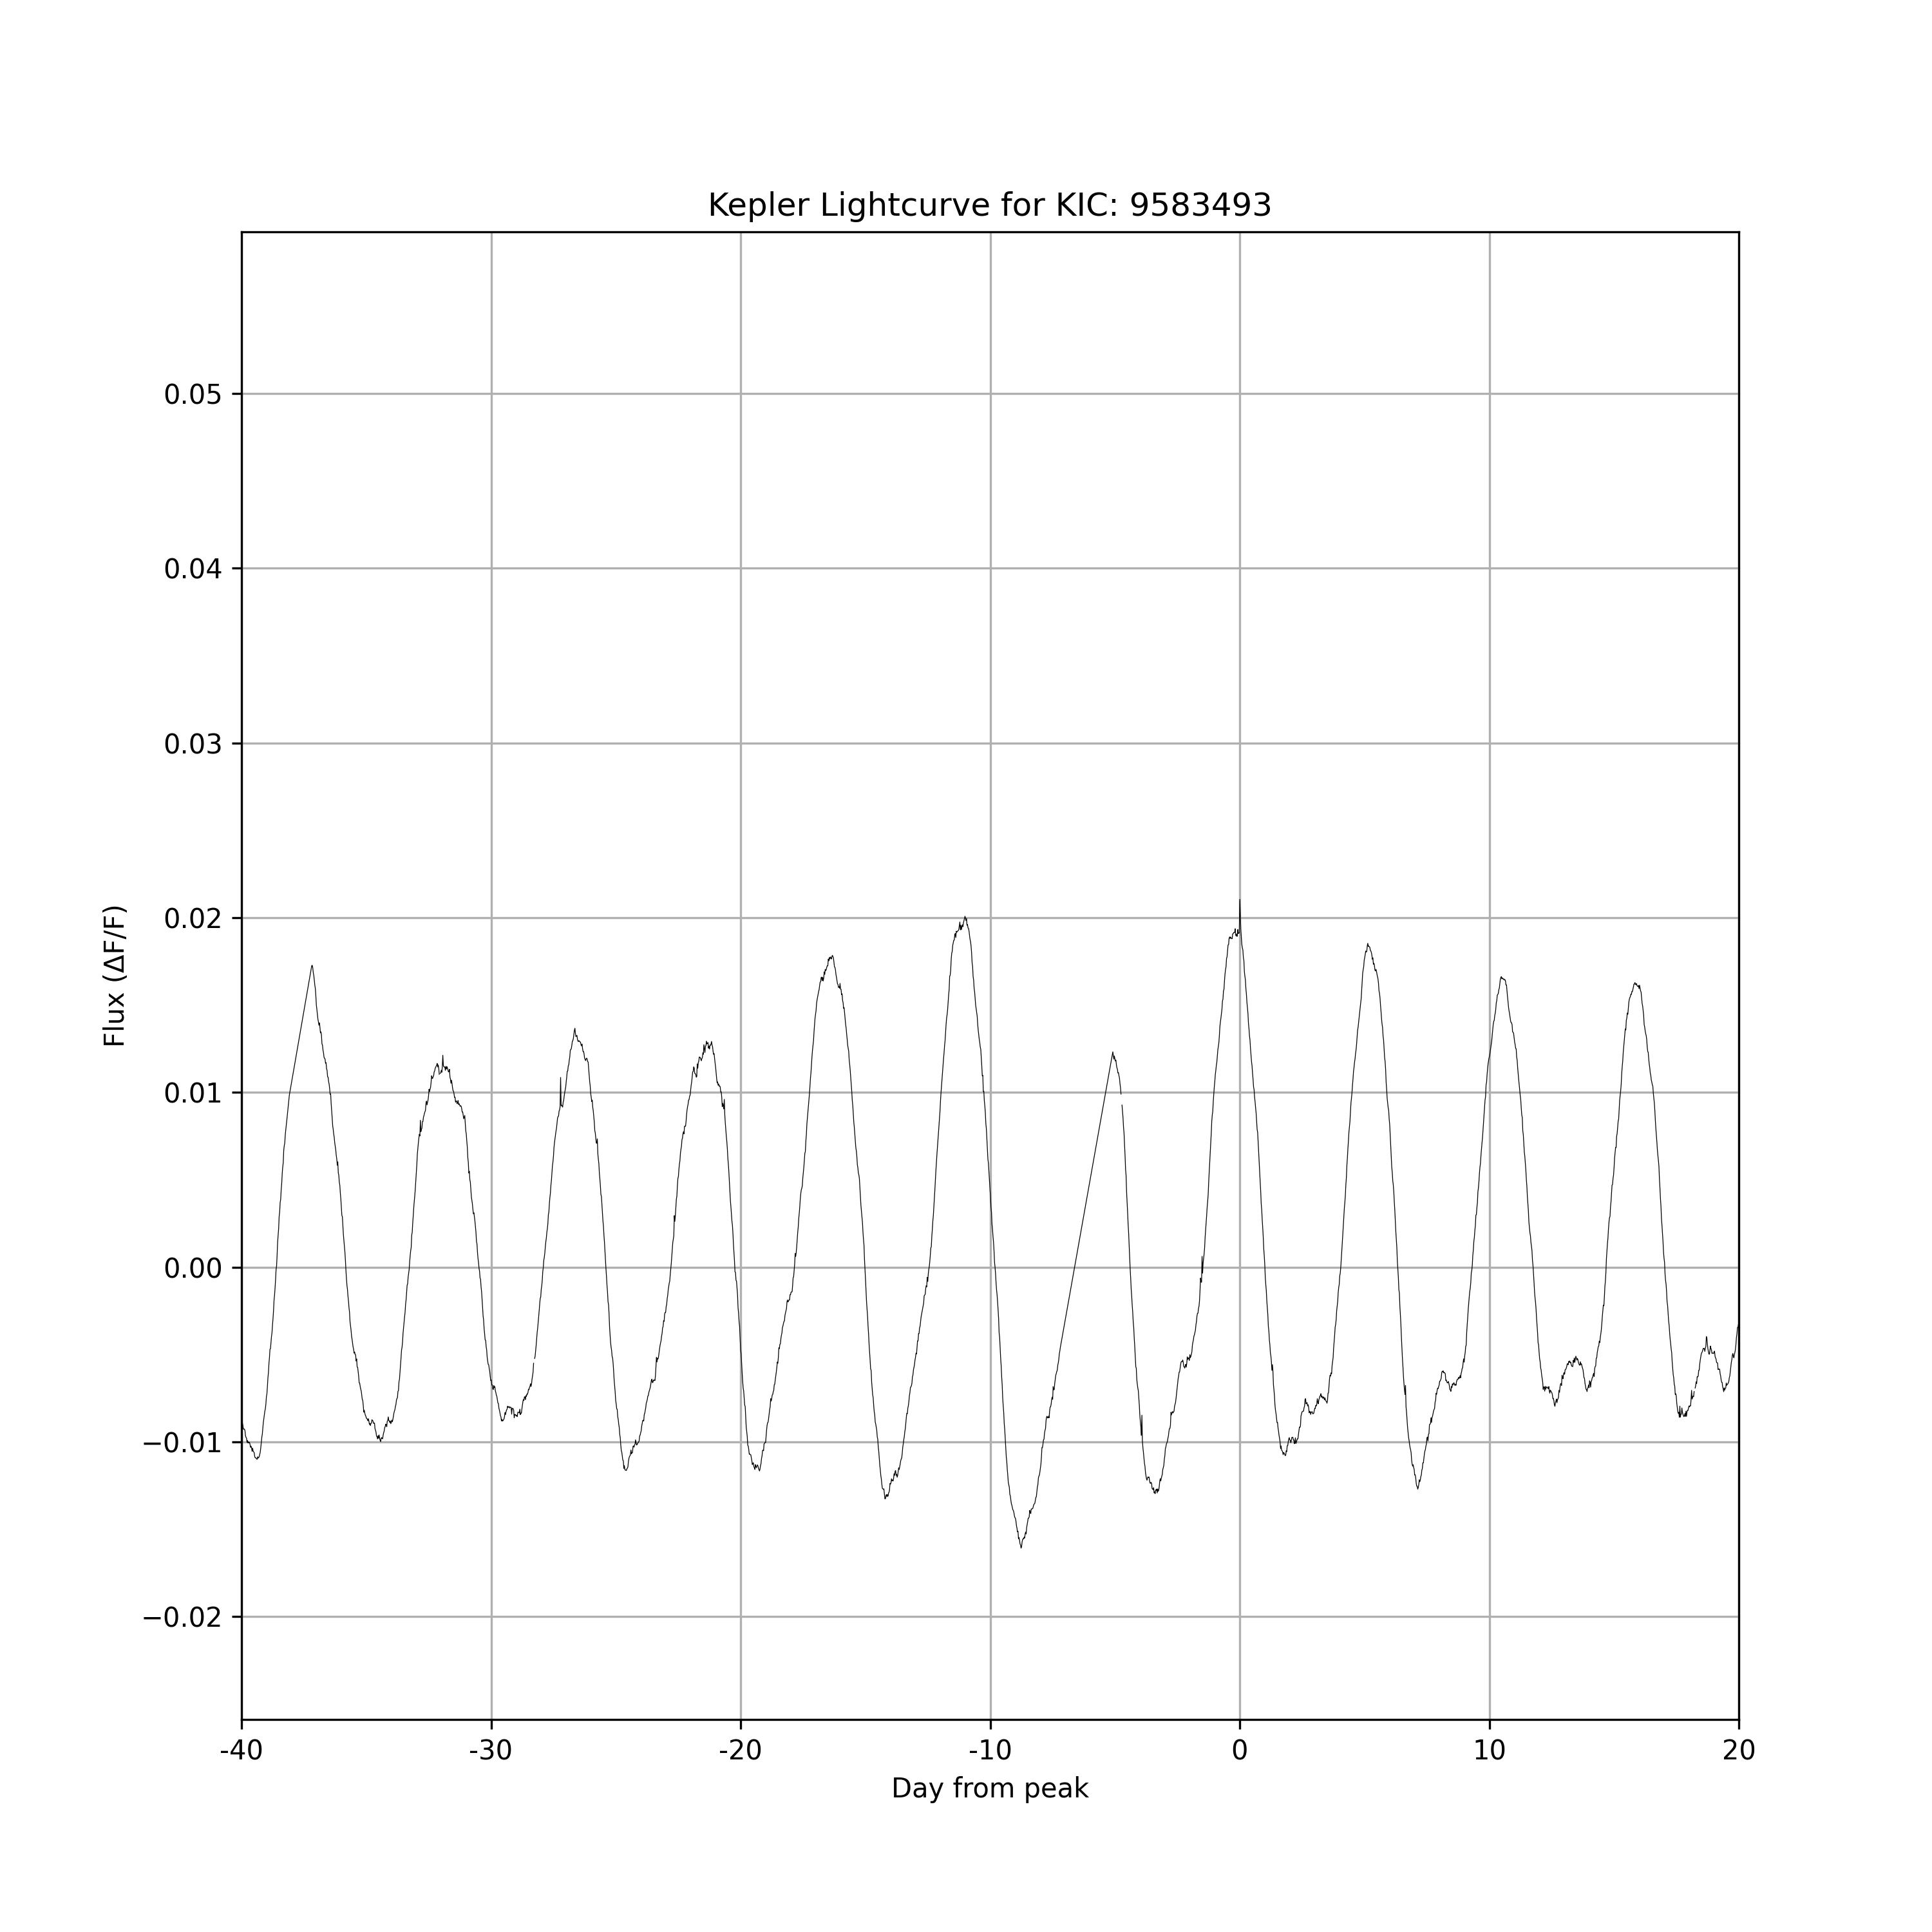 Kepler Lightcurve for KIC: 9583493
0.05
0.04
0.03
0.02
0.01
0.00
−0.01
−0.02
Flux (ΔF/F)
-40 -30 -20 -10 0 10 20
Day from peak